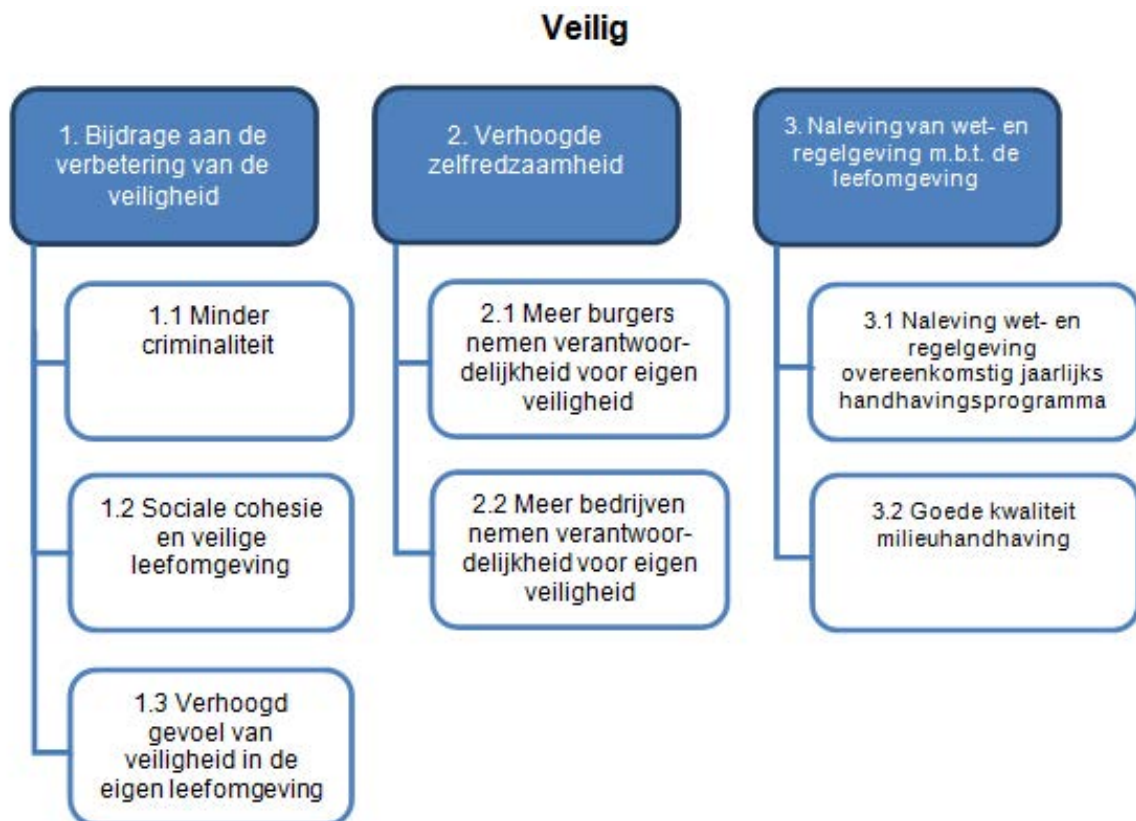 Veilig
1. Bijdrage aan de
verbetering van de
veiligheid
1.1 Minder
criminaliteit
1.2 Sociale cohesie
en veilige
leefomgeving
1.3 Verhoogd
gevoel van
veiligheid in de
eigen leefomgeving
2. Verhoogde
zelfredzaamheid
2.1 Meer burgers
nemen verantwoor-
delijkheid voor eigen
veiligheid
2.2 Meer bedrijven
nemen verantwoor-
delijkheid voor eigen
veiligheid
3. Naleving van wet- en
regelgeving m.b.t. de
leefomgeving
3.1 Naleving wet- en
regelgeving
overeenkomstig jaarlijks
handhavingsprogramma
3.2 Goede kwaliteit
milieuhandhaving